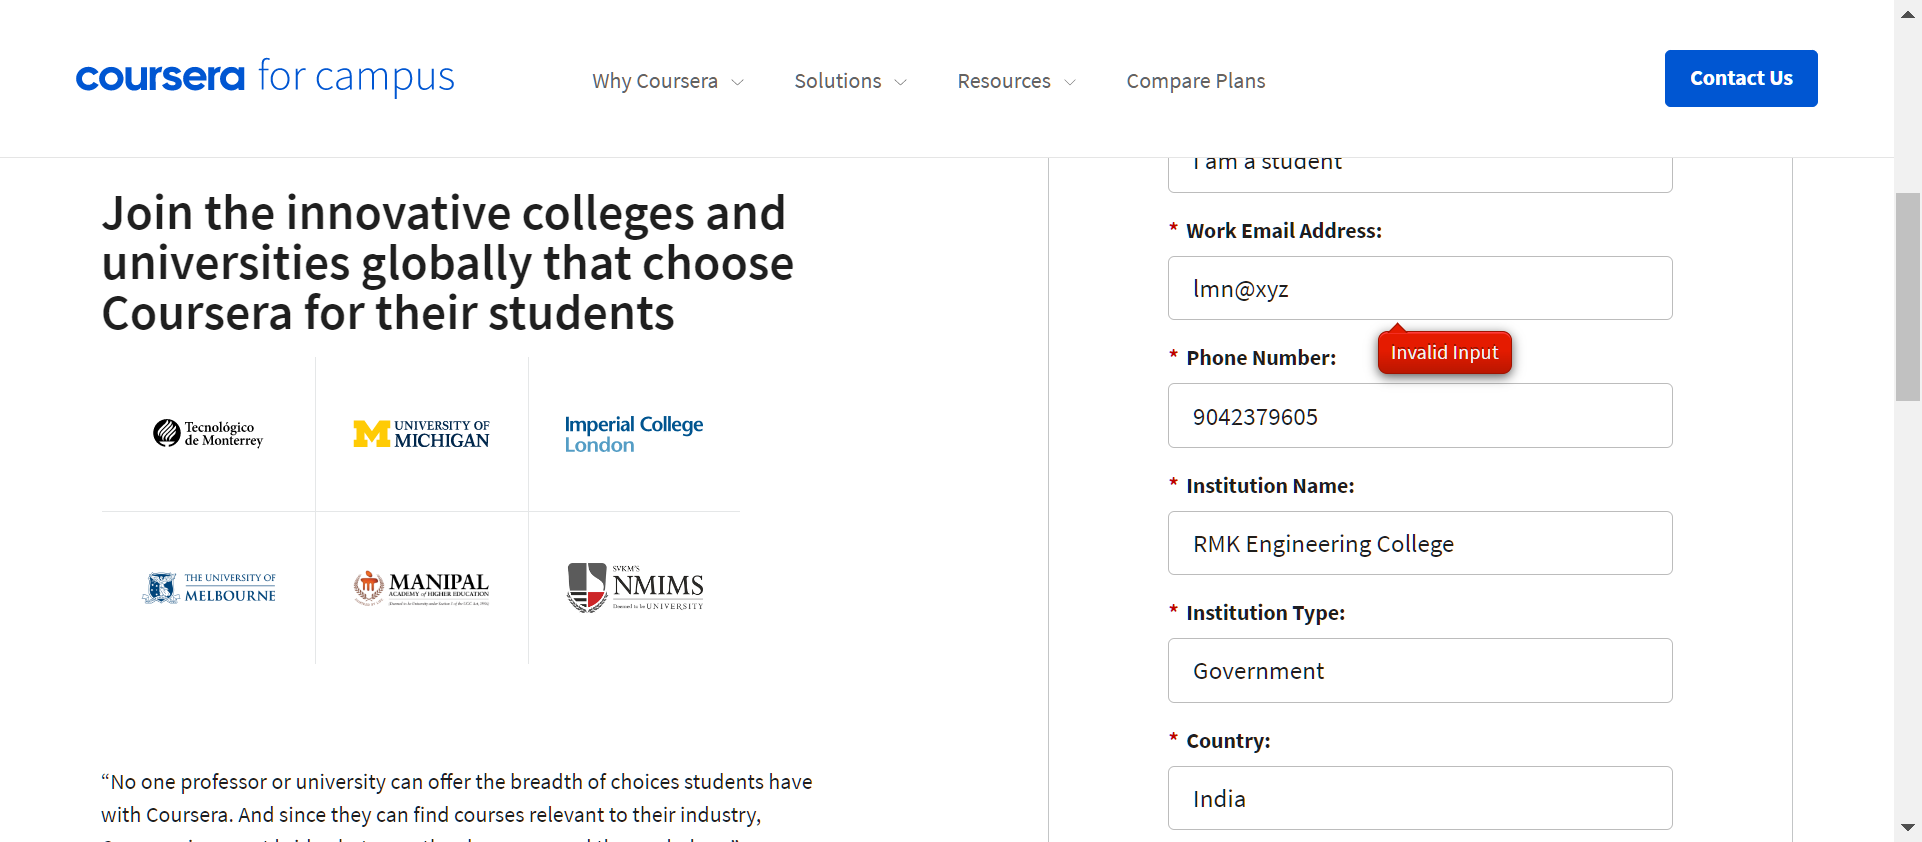 coursera for campus
Why Coursera
Solutions
Resources
Compare Plans
Contact Us
Join the innovative colleges and
universities globally that choose
Coursera for their students
Tecnológico
de Monterrey
M UNIVERSITY OF
MICHIGAN
Imperial College
London
THE UNIVERSITY OF
MELBOURNE
MANIPAL
ACADEMY of HIGHER EDUCATION
SVKM'S
NMIMS
Deemed to be UNIVERSITY
“No one professor or university can offer the breadth of choices students have
with Coursera. And since they can find courses relevant to their industry,
I am a student
* Work Email Address:
lmn@xyz
Invalid Input
* Phone Number:
9042379605
* Institution Name:
RMK Engineering College
* Institution Type:
Government
* Country:
India